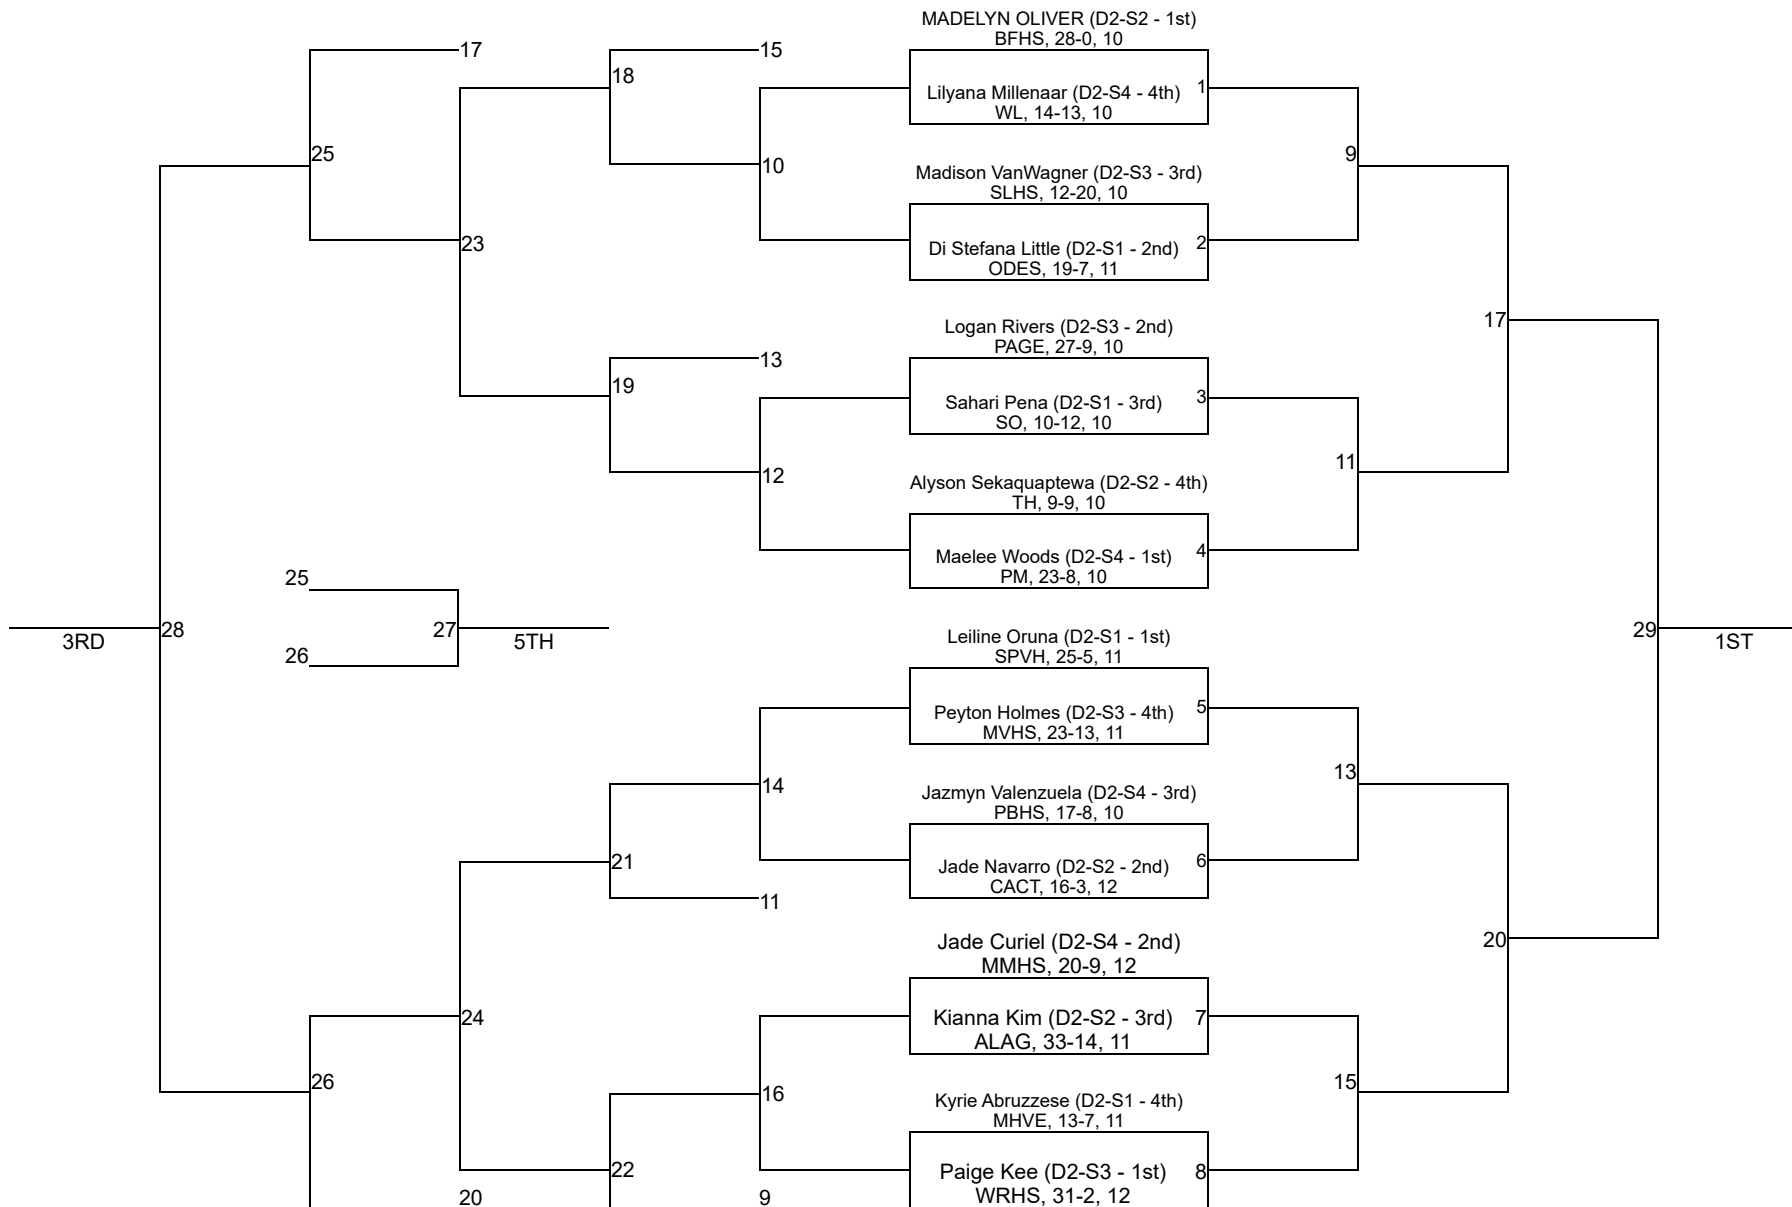 MADELYN OLIVER (D2-S2 - 1st)
BFHS, 28-0, 10
17
15
18
Lilyana Millenaar (D2-S4 - 4th)
1
WL, 14-13, 10
25
10
9
Madison VanWagner (D2-S3 - 3rd)
SLHS, 12-20, 10
23
Di Stefana Little (D2-S1 - 2nd)
2
ODES, 19-7, 11
Logan Rivers (D2-S3 - 2nd)
PAGE, 27-9, 10
17
13
19
Sahari Pena (D2-S1 - 3rd)
3
SO, 10-12, 10
12
11
Alyson Sekaquaptewa (D2-S2 - 4th)
TH, 9-9, 10
Maelee Woods (D2-S4 - 1st)
4
PM, 23-8, 10
25
3RD
28
26
27
5TH
Leiline Oruna (D2-S1 - 1st)
SPVH, 25-5, 11
29
1ST
Peyton Holmes (D2-S3 - 4th)
5
MVHS, 23-13, 11
14
13
Jazmyn Valenzuela (D2-S4 - 3rd)
PBHS, 17-8, 10
21
Jade Navarro (D2-S2 - 2nd)
6
CACT, 16-3, 12
11
Jade Curiel (D2-S4 - 2nd)
MMHS, 20-9, 12
20
24
Kianna Kim (D2-S2 - 3rd)
7
ALAG, 33-14, 11
26
16
15
Kyrie Abruzzese (D2-S1 - 4th)
MHVE, 13-7, 11
22
Paige Kee (D2-S3 - 1st)
8
WRHS, 31-2, 12
20
9